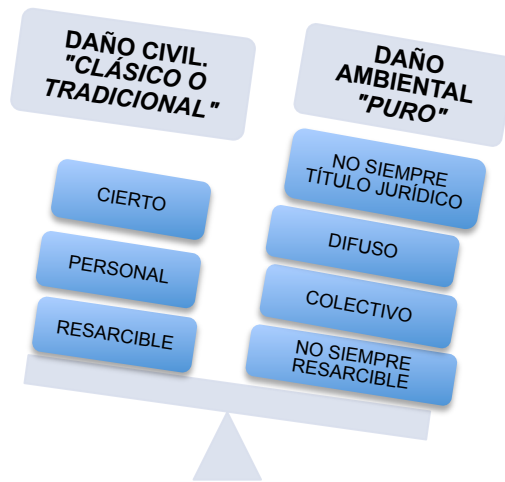 DAÑO CIVIL.
"CLÁSICO O
TRADICIONAL"
CIERTO
PERSONAL
RESARCIBLE
DAÑO
AMBIENTAL
"PURO"
NO SIEMPRE
TÍTULO JURÍDICO
DIFUSO
COLECTIVO
NO SIEMPRE
RESARCIBLE